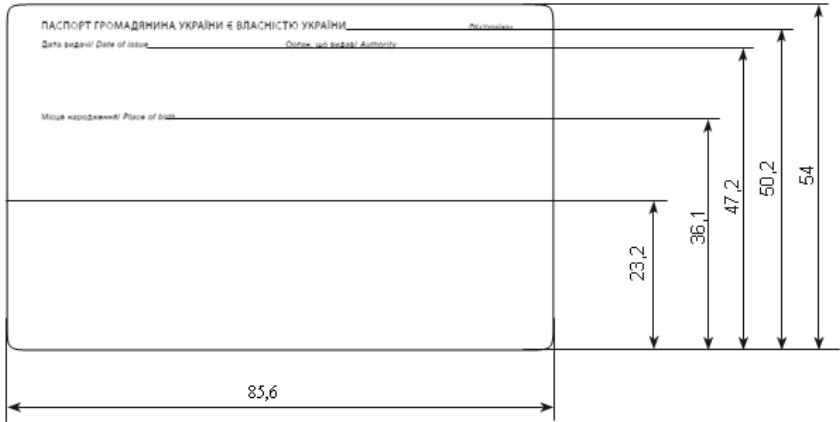 ПАСПОРТ ГРОМАДЯНИНА УКРАЇНИ Є ВЛАСНІСТЮ УКРАЇНИ
Дата видачі/ Date of issue Орган, що видав/ Authority
Місце народження/ Place of birth
54
50,2
47,2
36,1
23,2
85,6